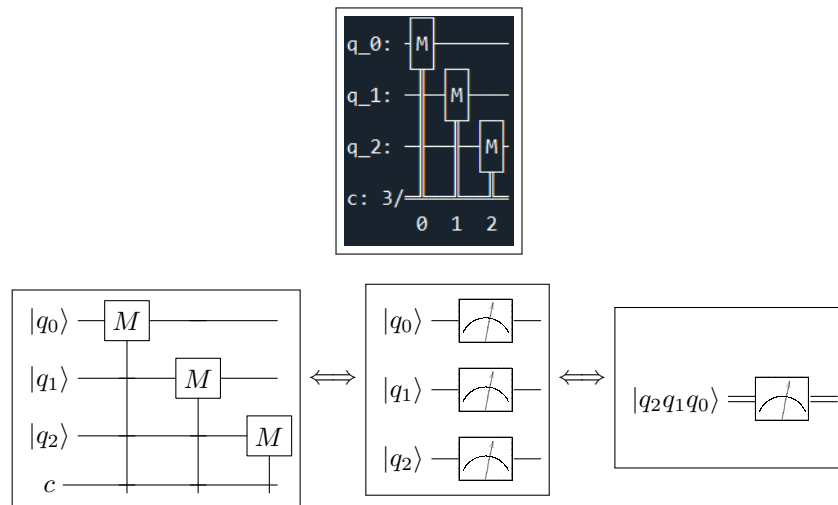 q_0: M
q_1: M
q_2: M
c: 3/
0 1 2
|q₀⟩ M
|q₁⟩ M
|q₂⟩ M
c
⟺
|q₀⟩
|q₁⟩
|q₂⟩
⟺
|q₂q₁q₀⟩